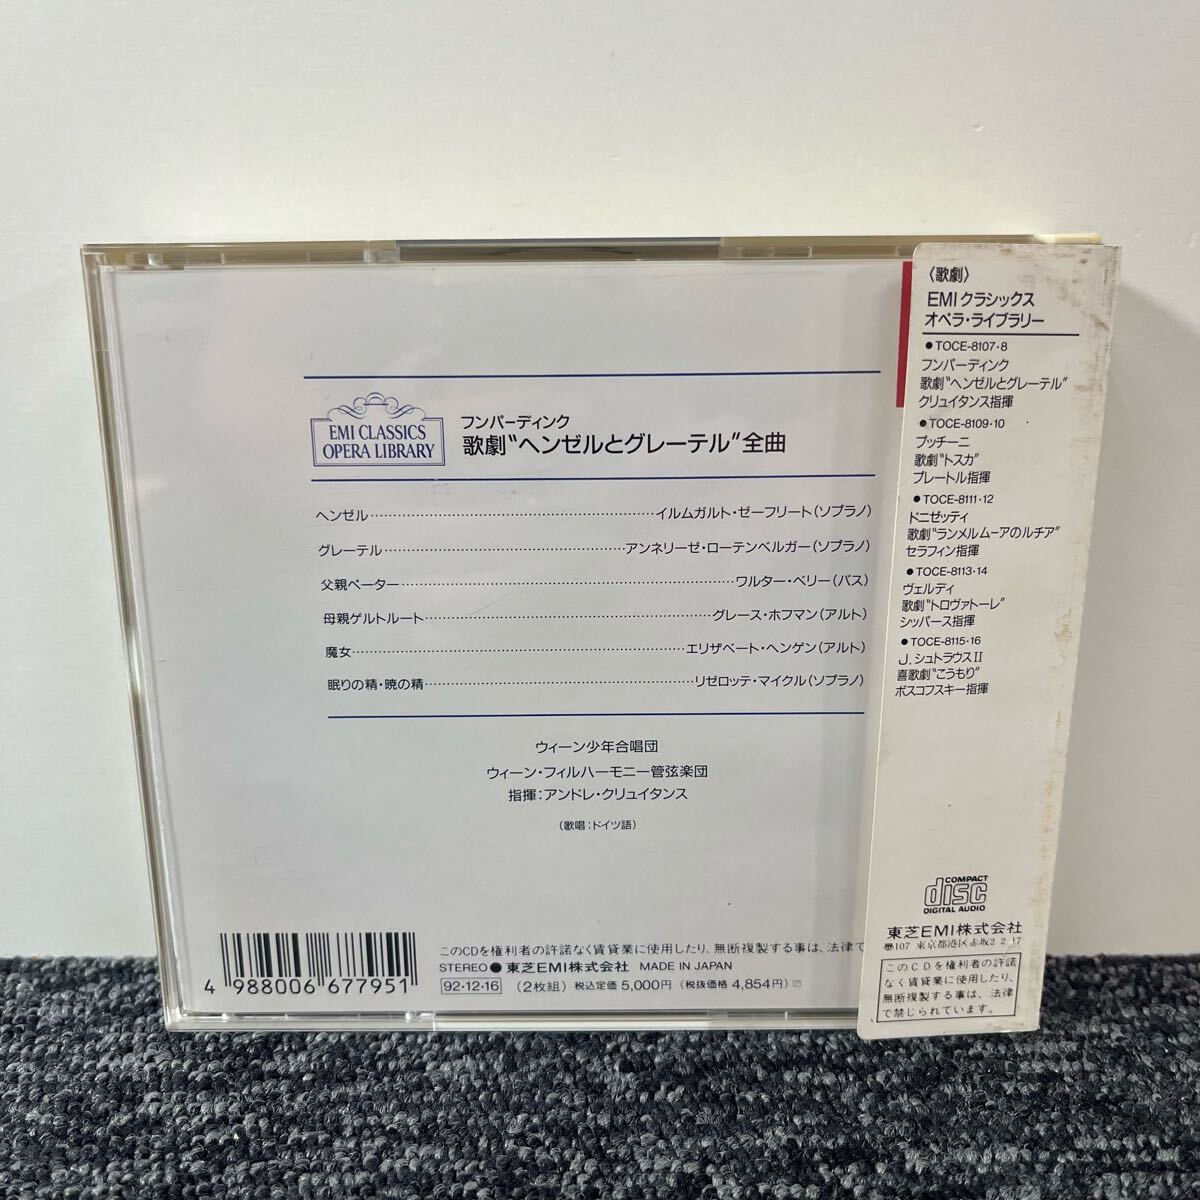 EMI CLASSICS
OPERA LIBRARY
フンパーディンク
歌劇“ヘンゼルとグレーテル”全曲
ヘンゼル……………イルムガルト・ゼーフリート(ソプラノ)
グレーテル……………アンネリーゼ・ローテンベルガー(ソプラノ)
父親ペーター……………ワルター・ベリー(バス)
母親ゲルトルート……………グレース・ホフマン(アルト)
魔女……………エリザベート・ヘンゲン(アルト)
眠りの精・暁の精……………リゼロッテ・マイクル(ソプラノ)
ウィーン少年合唱団
ウィーン・フィルハーモニー管弦楽団
指揮：アンドレ・クリュイタンス
(歌唱：ドイツ語)
4 988006 677951
このCDを権利者の許諾なく賃貸業に使用したり、無断複製する事は、法律で
STEREO ● 東芝EMI株式会社 MADE IN JAPAN
92・12・16 (2枚組) 税込定価 5,000円 (税抜価格 4,854円)
〈歌劇〉
EMIクラシックス
オペラ・ライブラリー
●TOCE-8107・8
フンパーディンク
歌劇“ヘンゼルとグレーテル”
クリュイタンス指揮
●TOCE-8109・10
プッチーニ
歌劇“トスカ”
プレートル指揮
●TOCE-8111・12
ドニゼッティ
歌劇“ランメルムーアのルチア”
セラフィン指揮
●TOCE-8113・14
ヴェルディ
歌劇“トロヴァトーレ”
シッパース指揮
●TOCE-8115・16
J.シュトラウスII
喜歌劇“こうもり”
ボスコフスキー指揮
COMPACT
disc
DIGITAL AUDIO
東芝EMI株式会社
〠107 東京都港区赤坂2-2-17
このCDを権利者の許諾
なく賃貸業に使用したり、
無断複製する事は、法律
で禁じられています。